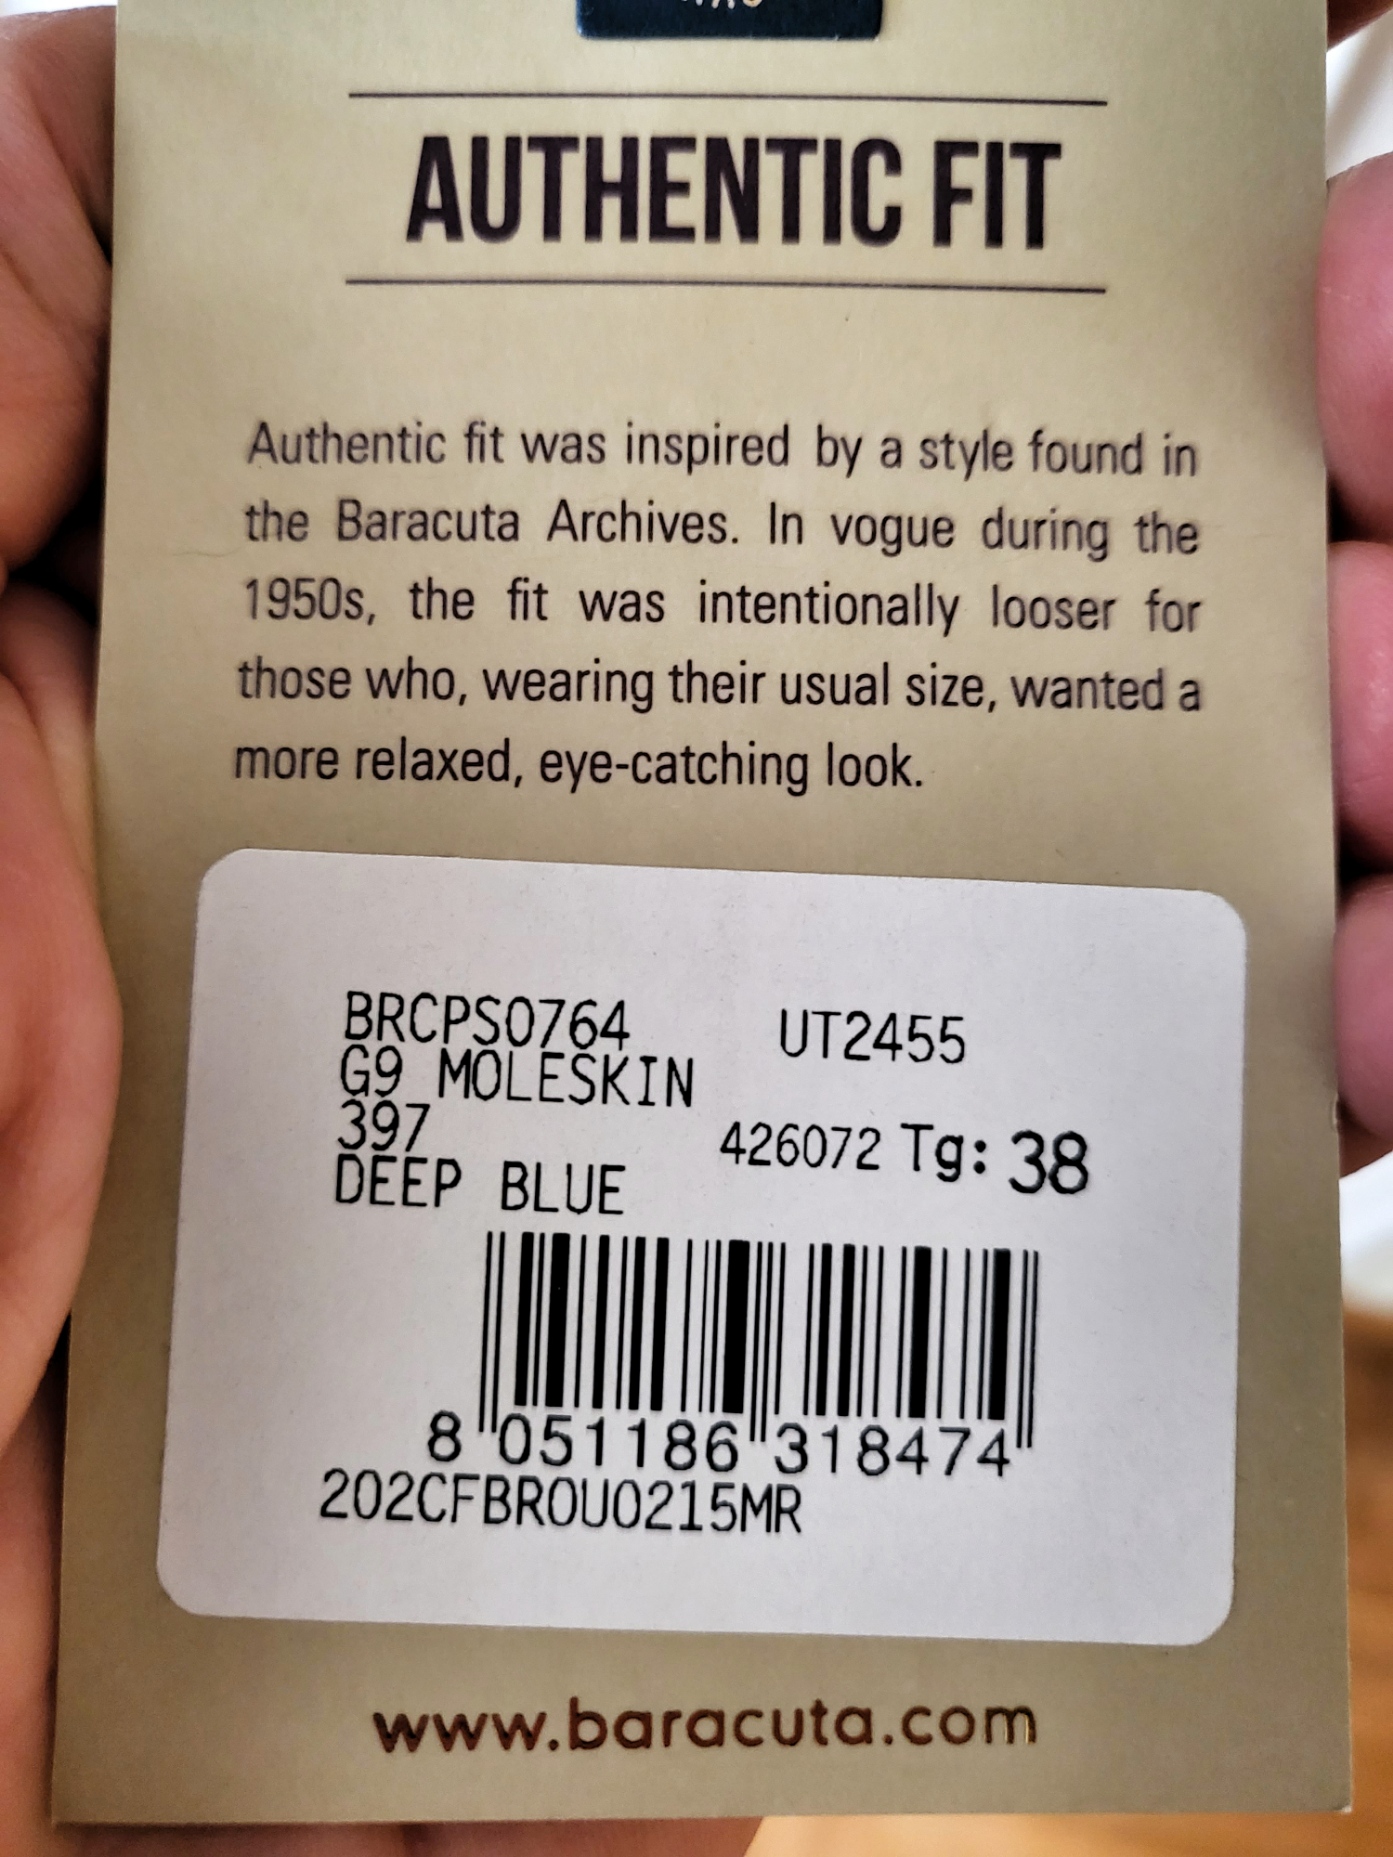 AUTHENTIC FIT
Authentic fit was inspired by a style found in
the Baracuta Archives. In vogue during the
1950s, the fit was intentionally looser for
those who, wearing their usual size, wanted a
more relaxed, eye-catching look.
BRCPS0764 UT2455
G9 MOLESKIN
397 426072 Tg: 38
DEEP BLUE
8 051186 318474
202CFBROU0215MR
www.baracuta.com